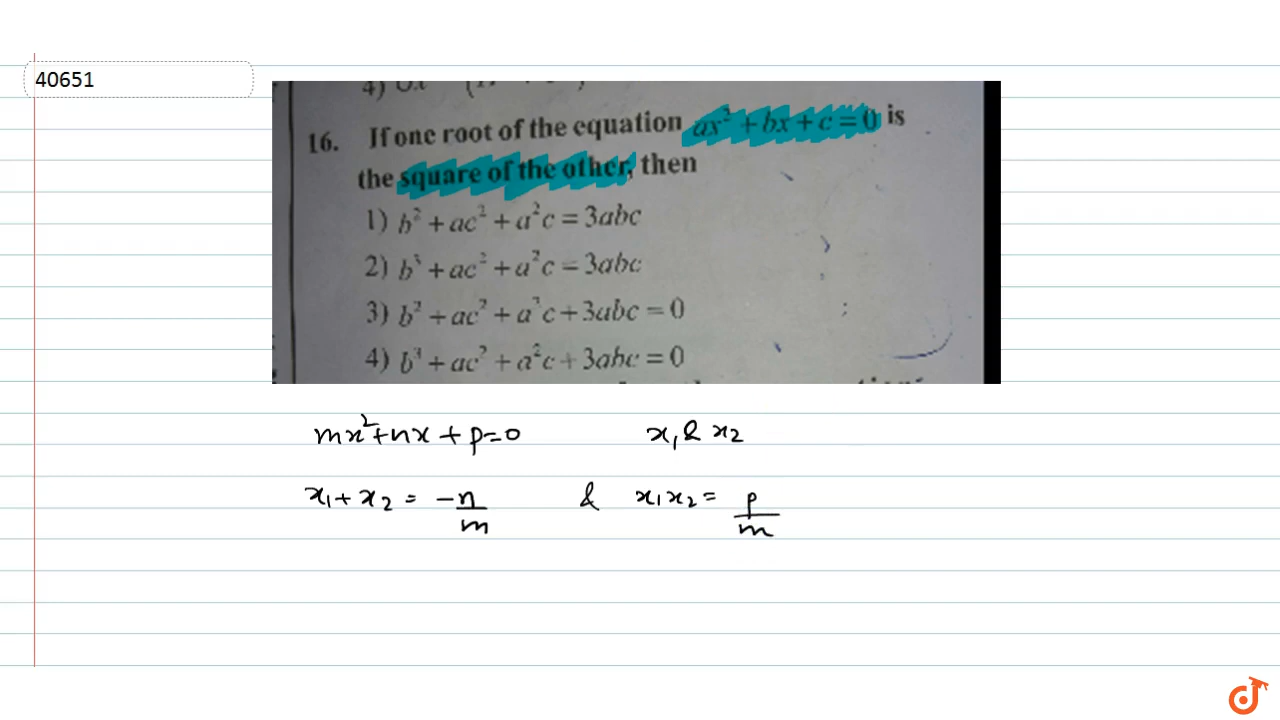 40651
16. If one root of the equation ax² + bx + c = 0 is
the square of the other, then
1) b² + ac² + a²c = 3abc
2) b³ + ac² + a²c = 3abc
3) b² + ac² + a²c + 3abc = 0
4) b³ + ac² + a²c + 3abc = 0
mx²+nx + p=0 x₁ & x₂
x₁ + x₂ = -n/m & x₁x₂ = p/m